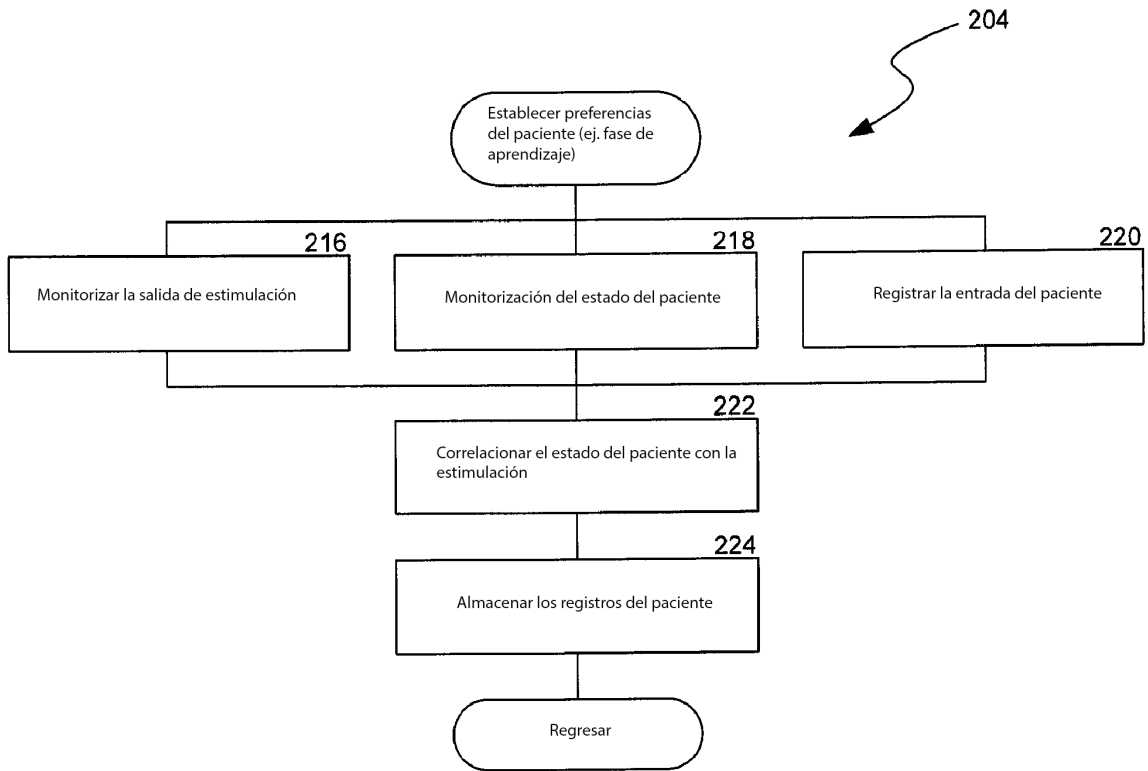 204
Establecer preferencias
del paciente (ej. fase de
aprendizaje)
216
218
220
Monitorizar la salida de estimulación
Monitorización del estado del paciente
Registrar la entrada del paciente
222
Correlacionar el estado del paciente con la
estimulación
224
Almacenar los registros del paciente
Regresar